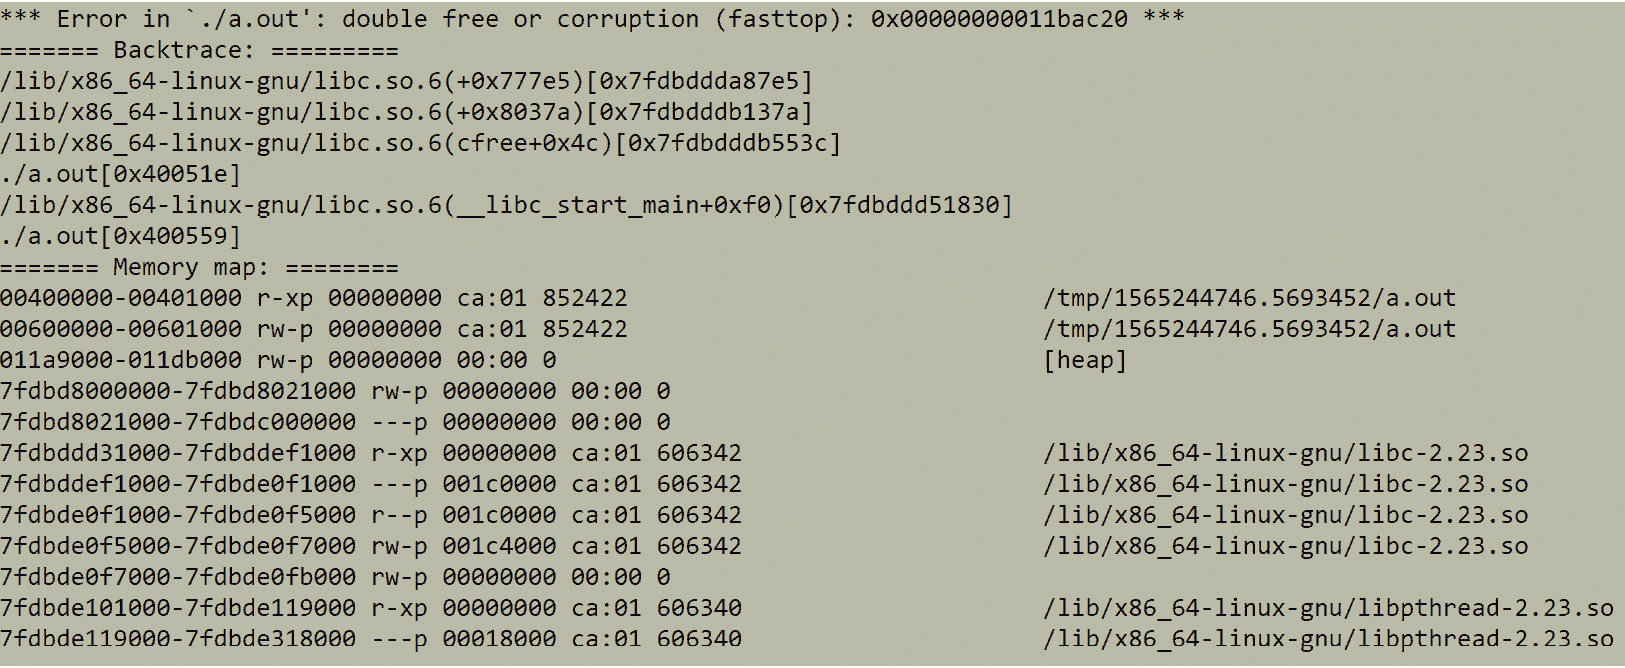 *** Error in `./a.out': double free or corruption (fasttop): 0x00000000011bac20 ***
======= Backtrace: =========
/lib/x86_64-linux-gnu/libc.so.6(+0x777e5)[0x7fdbddda87e5]
/lib/x86_64-linux-gnu/libc.so.6(+0x8037a)[0x7fdbdddb137a]
/lib/x86_64-linux-gnu/libc.so.6(cfree+0x4c)[0x7fdbdddb553c]
./a.out[0x40051e]
/lib/x86_64-linux-gnu/libc.so.6(__libc_start_main+0xf0)[0x7fdbddd51830]
./a.out[0x400559]
======= Memory map: ========
00400000-00401000 r-xp 00000000 ca:01 852422 /tmp/1565244746.5693452/a.out
00600000-00601000 rw-p 00000000 ca:01 852422 /tmp/1565244746.5693452/a.out
011a9000-011db000 rw-p 00000000 00:00 0 [heap]
7fdbd8000000-7fdbd8021000 rw-p 00000000 00:00 0
7fdbd8021000-7fdbdc000000 ---p 00000000 00:00 0
7fdbddd31000-7fdbddef1000 r-xp 00000000 ca:01 606342 /lib/x86_64-linux-gnu/libc-2.23.so
7fdbddef1000-7fdbde0f1000 ---p 001c0000 ca:01 606342 /lib/x86_64-linux-gnu/libc-2.23.so
7fdbde0f1000-7fdbde0f5000 r--p 001c0000 ca:01 606342 /lib/x86_64-linux-gnu/libc-2.23.so
7fdbde0f5000-7fdbde0f7000 rw-p 001c4000 ca:01 606342 /lib/x86_64-linux-gnu/libc-2.23.so
7fdbde0f7000-7fdbde0fb000 rw-p 00000000 00:00 0
7fdbde101000-7fdbde119000 r-xp 00000000 ca:01 606340 /lib/x86_64-linux-gnu/libpthread-2.23.so
7fdbde119000-7fdbde318000 ---p 00018000 ca:01 606340 /lib/x86_64-linux-gnu/libpthread-2.23.so